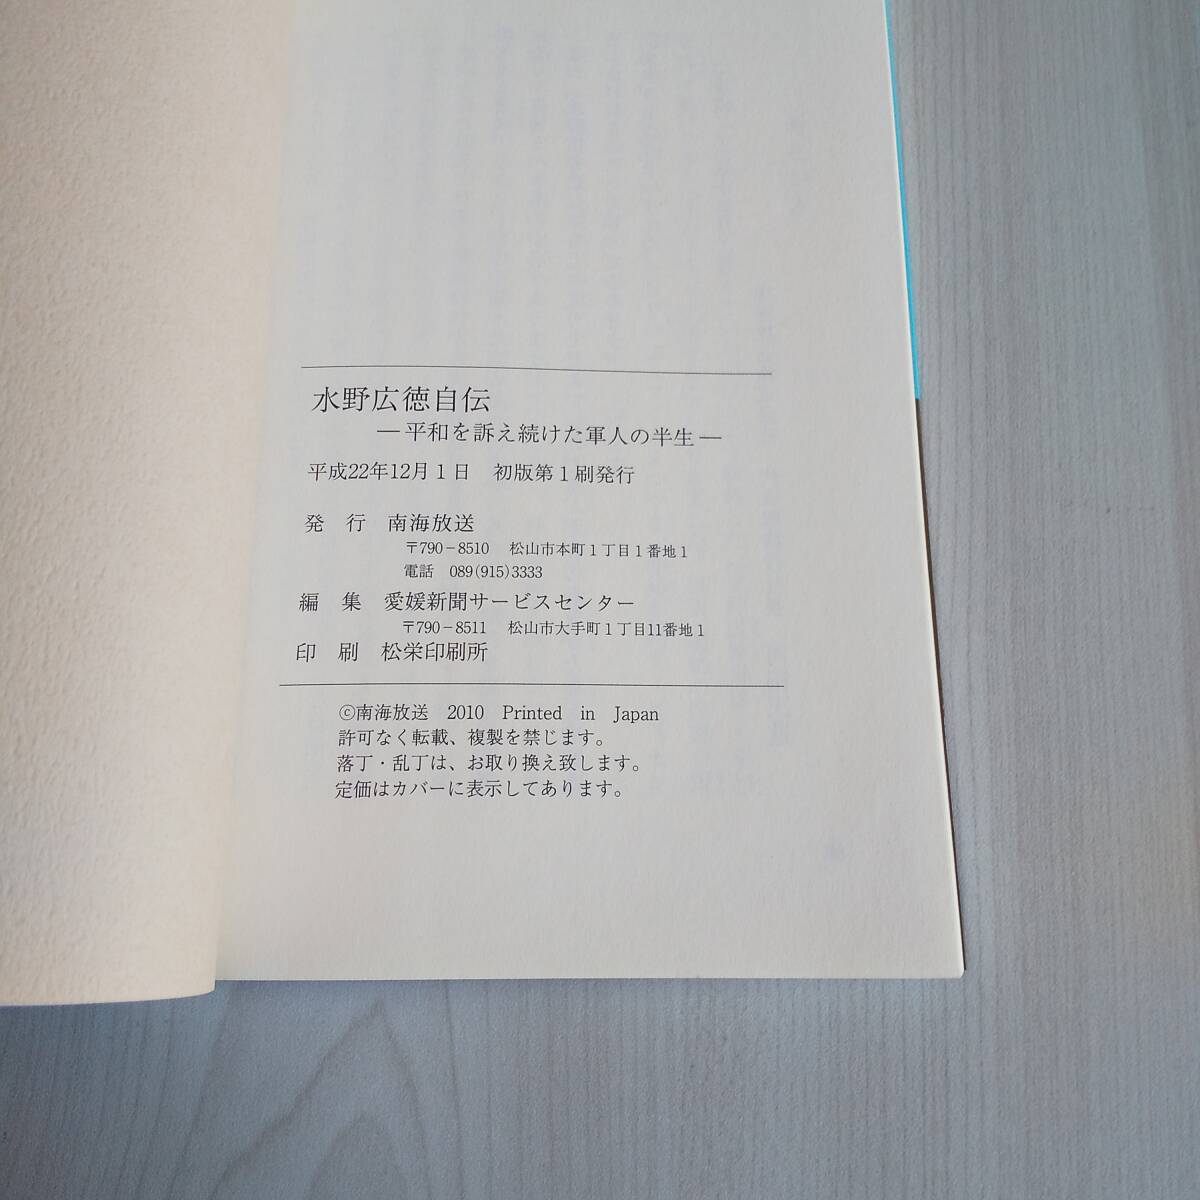 水野広徳自伝
―平和を訴え続けた軍人の半生―
平成22年12月1日　初版第1刷発行
発　行　南海放送
〒790－8510　松山市本町1丁目1番地1
電話　089(915)3333
編　集　愛媛新聞サービスセンター
〒790－8511　松山市大手町1丁目11番地1
印　刷　松栄印刷所
©南海放送　2010　Printed　in　Japan
許可なく転載、複製を禁じます。
落丁・乱丁は、お取り換え致します。
定価はカバーに表示してあります。